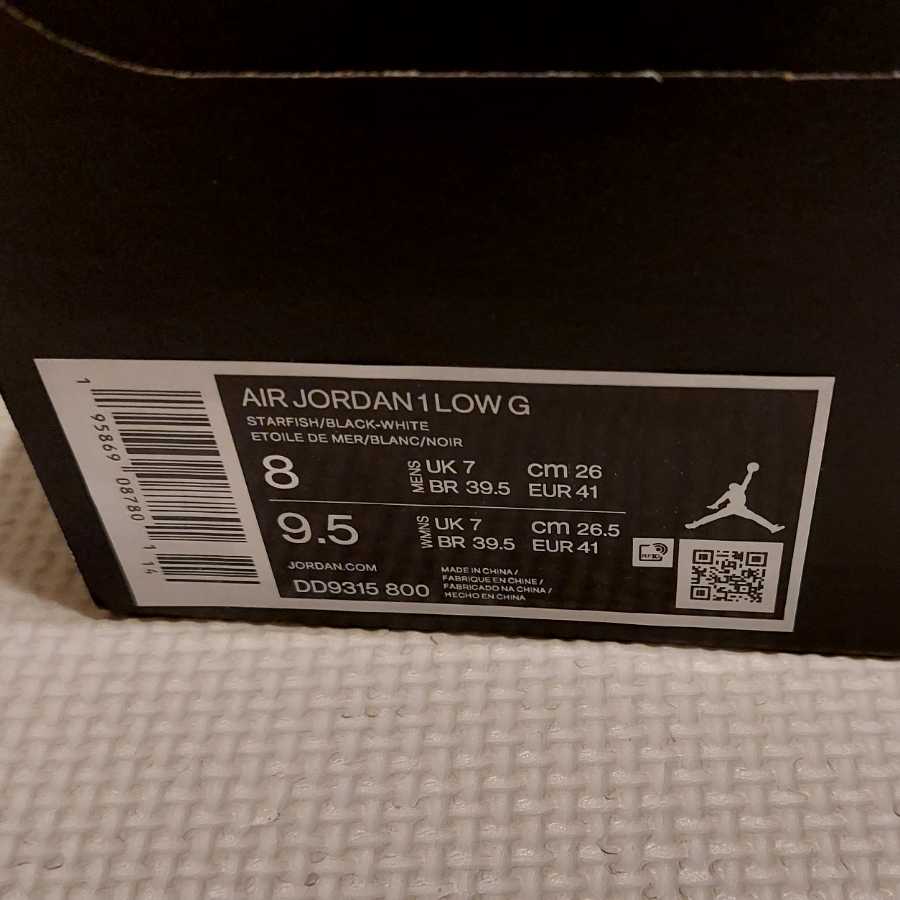 AIR JORDAN 1 LOW G
STARFISH/BLACK-WHITE
ETOILE DE MER/BLANC/NOIR
8 MENS UK 7 cm 26
BR 39.5 EUR 41
9.5 WMNS UK 7 cm 26.5
BR 39.5 EUR 41
JORDAN.COM
DD9315 800
MADE IN CHINA /
FABRIQUE EN CHINE /
FABRICADO NA CHINA /
HECHO EN CHINA
RFID
1 95869 08780 1 14